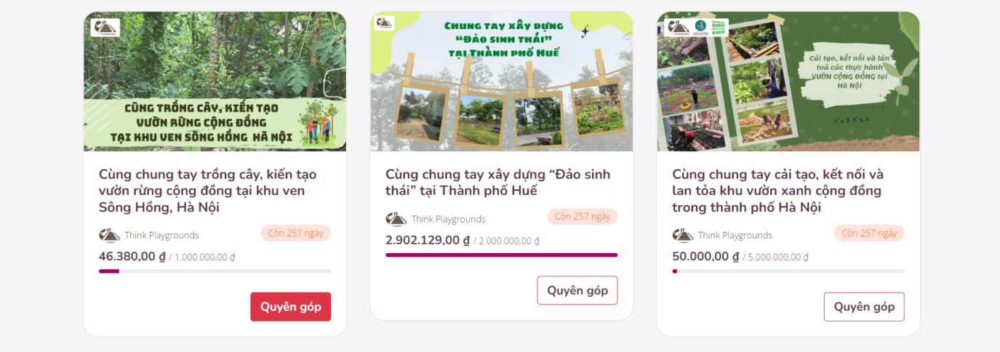 CÙNG TRỒNG CÂY, KIẾN TẠO
VƯỜN RỪNG CỘNG ĐỒNG
TẠI KHU VEN SÔNG HỒNG HÀ NỘI
Cùng chung tay trồng cây, kiến tạo
vườn rừng cộng đồng tại khu ven
Sông Hồng, Hà Nội
Think Playgrounds
Còn 257 ngày
46.380,00 ₫ / 1.000.000,00 ₫
Quyên góp
CHUNG TAY XÂY DỰNG
“ĐẢO SINH THÁI”
TẠI THÀNH PHỐ HUẾ
Cùng chung tay xây dựng “Đảo sinh
thái” tại Thành phố Huế
Think Playgrounds
Còn 257 ngày
2.902.129,00 ₫ / 2.000.000,00 ₫
Quyên góp
Cải tạo, kết nối và lan
toả các thực hành
VƯỜN CỘNG ĐỒNG tại
Hà Nội
Cùng chung tay cải tạo, kết nối và
lan tỏa khu vườn xanh cộng đồng
trong thành phố Hà Nội
Think Playgrounds
Còn 257 ngày
50.000,00 ₫ / 5.000.000,00 ₫
Quyên góp